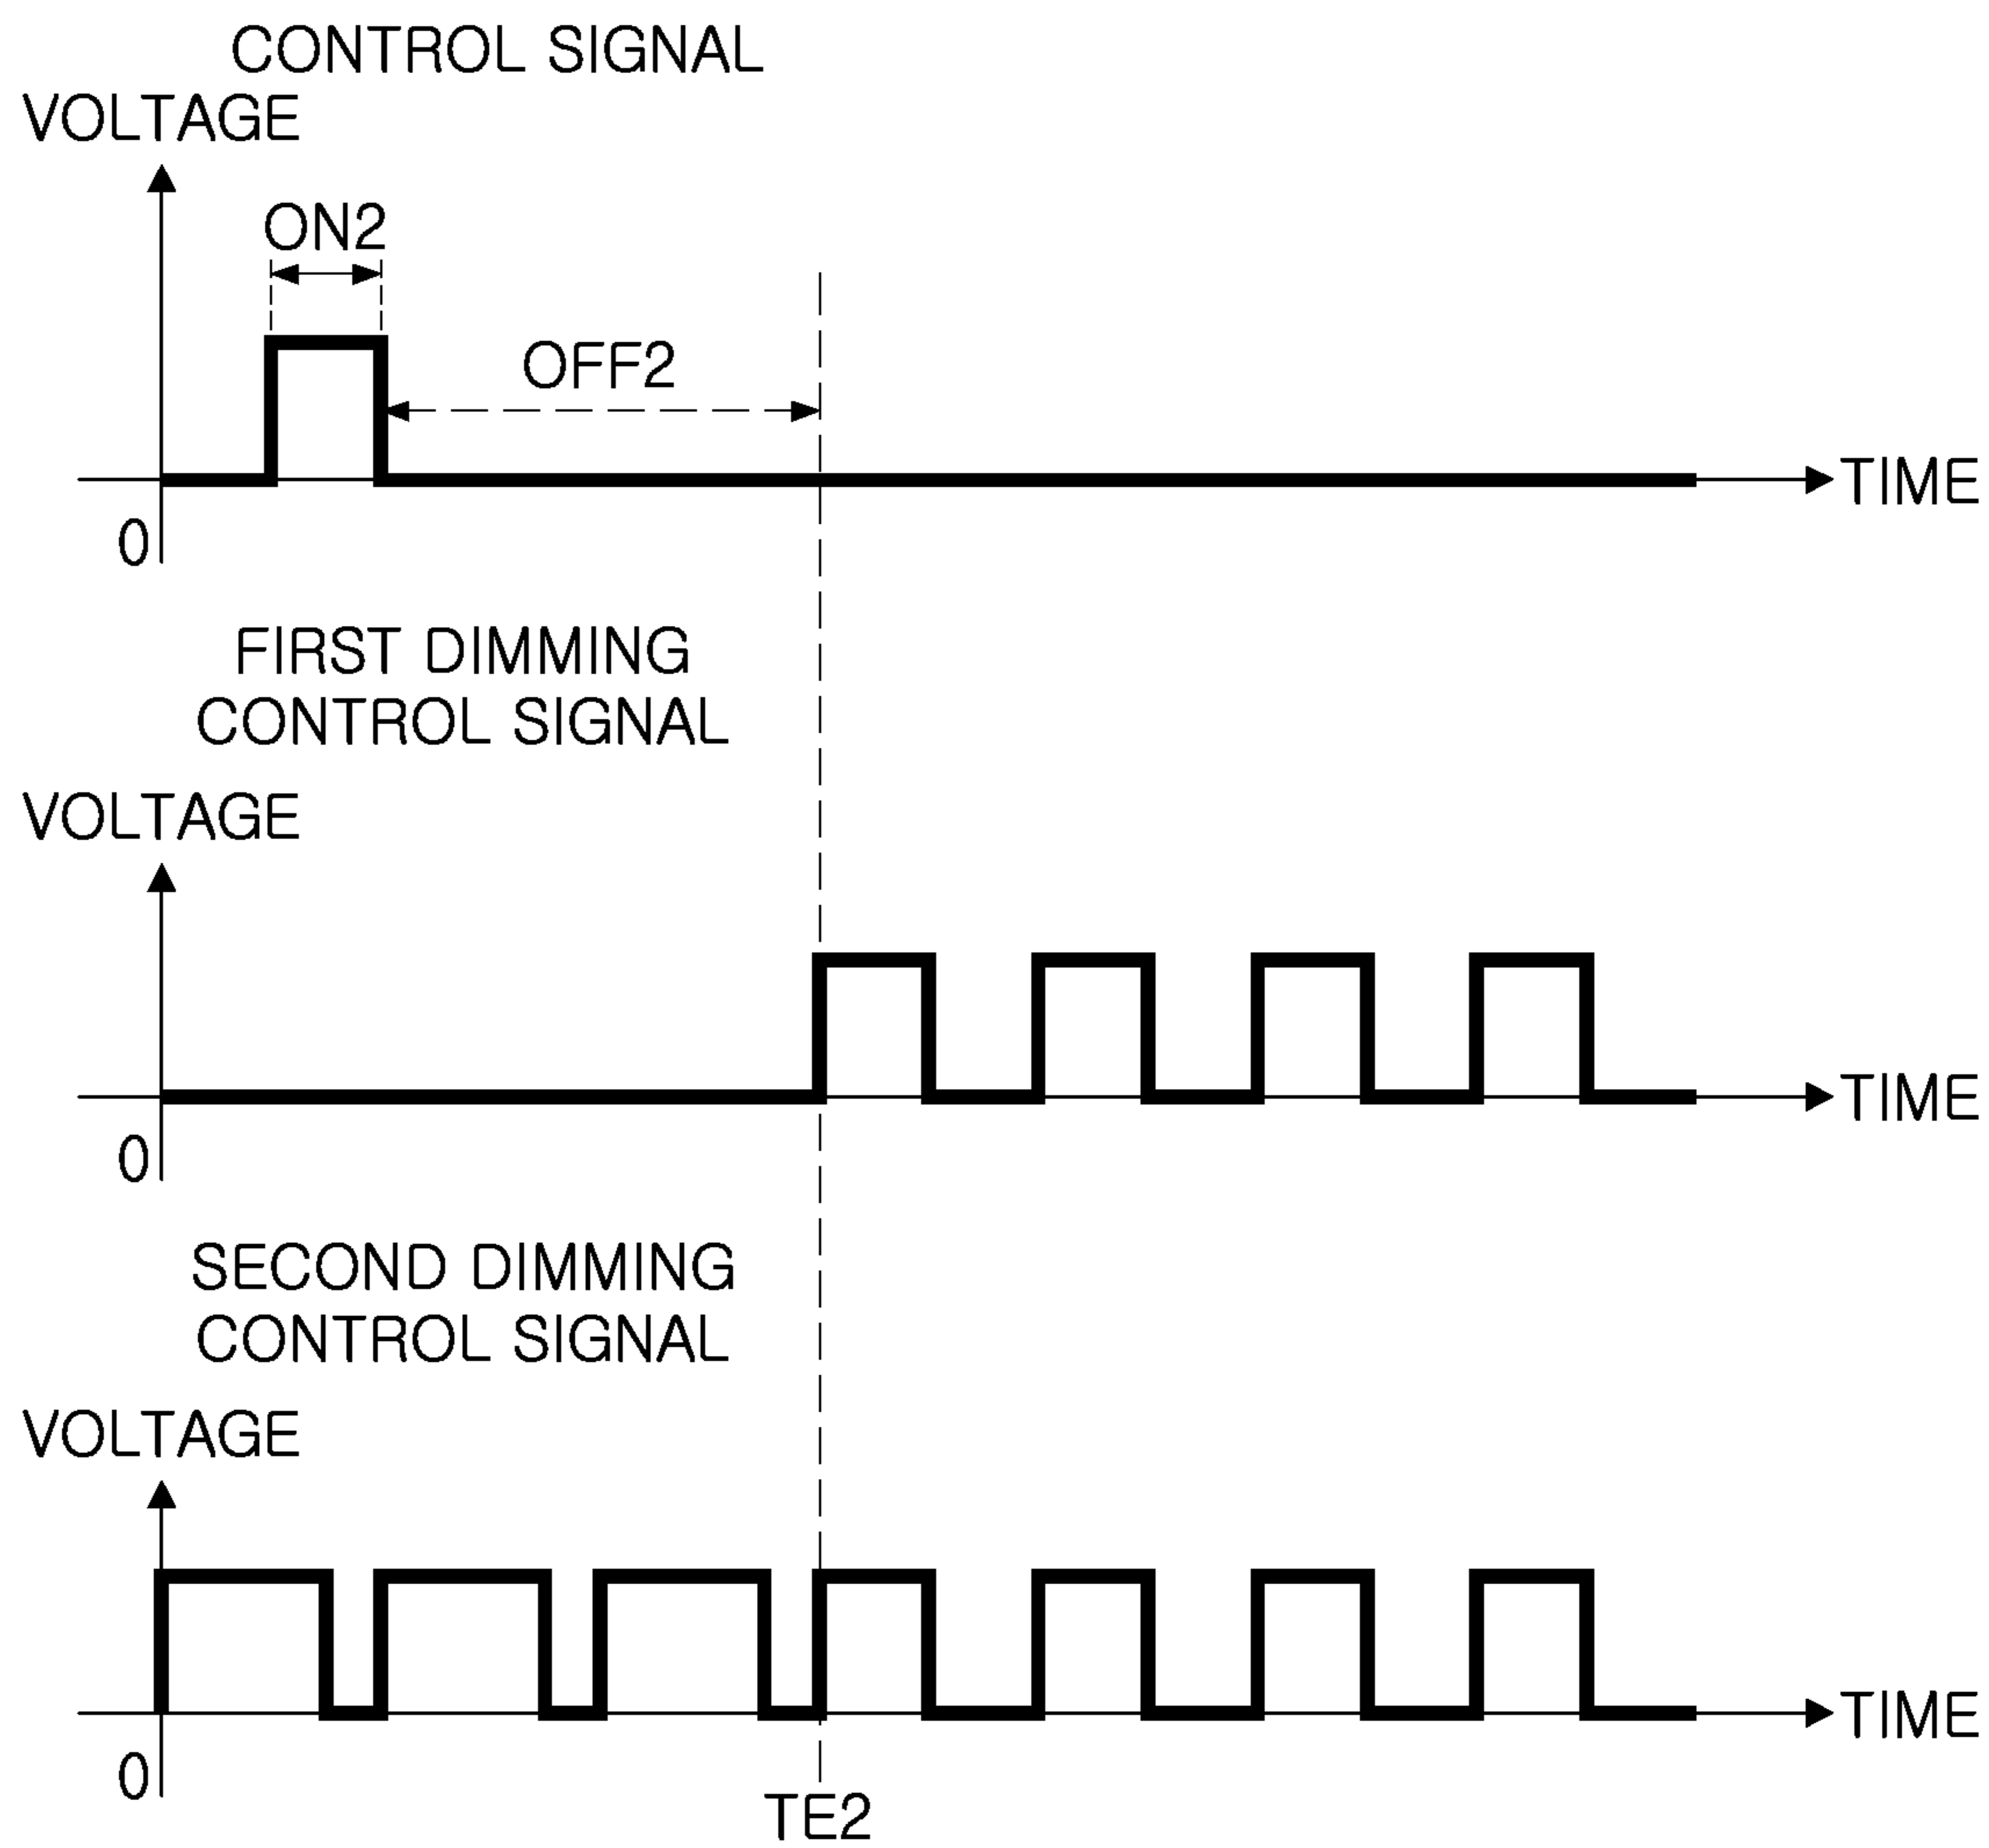 CONTROL SIGNAL
VOLTAGE
ON2
OFF2
TIME
0
FIRST DIMMING
CONTROL SIGNAL
VOLTAGE
TIME
0
SECOND DIMMING
CONTROL SIGNAL
VOLTAGE
TIME
0
TE2